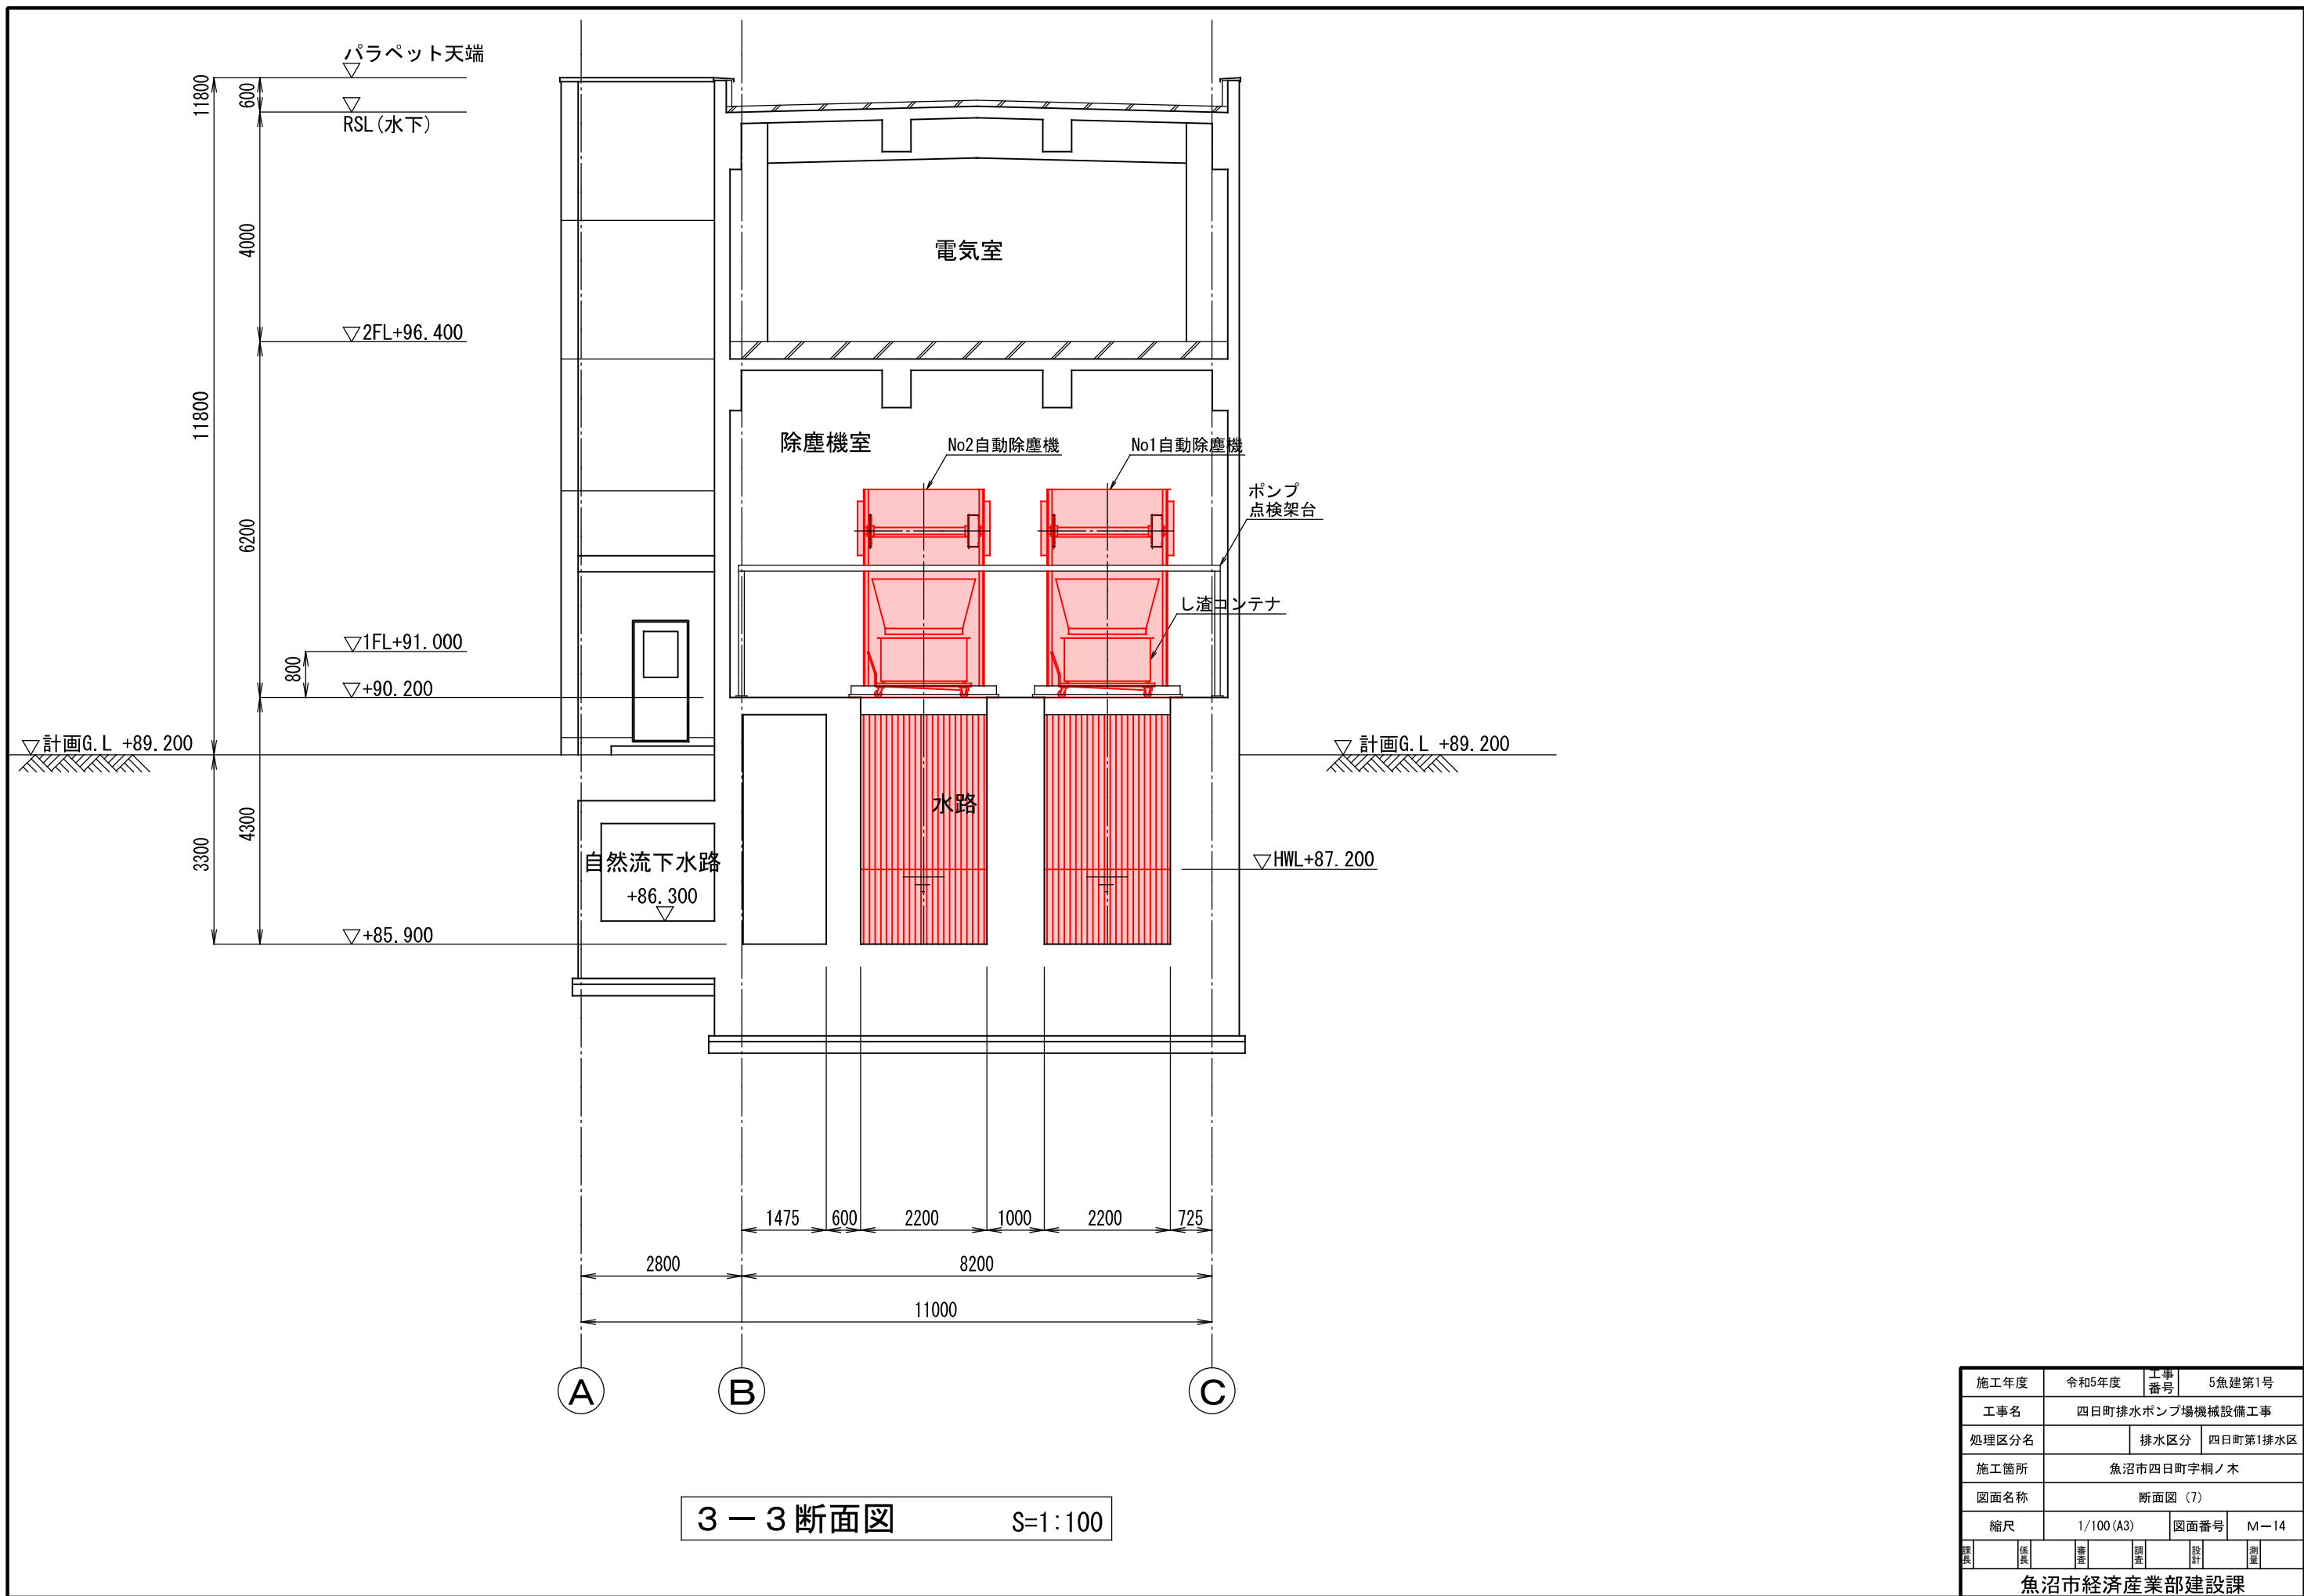 パラペット天端
RSL(水下)
11800
600
4000
電気室
2FL+96.400
11800
6200
除塵機室
No2自動除塵機
No1自動除塵機
ポンプ
点検架台
し渣コンテナ
1FL+91.000
800
+90.200
計画G.L +89.200
計画G.L +89.200
水路
4300
3300
自然流下水路
+86.300
HWL+87.200
+85.900
1475
600
2200
1000
2200
725
2800
8200
11000
A
B
C
3-3断面図 S=1:100
施工年度 令和5年度 工事番号 5魚建第1号
工事名 四日町排水ポンプ場機械設備工事
処理区分名 排水区分 四日町第1排水区
施工箇所 魚沼市四日町字桐ノ木
図面名称 断面図 (7)
縮尺 1/100(A3) 図面番号 M-14
課長 係長 審査 調査 設計 測量
魚沼市経済産業部建設課